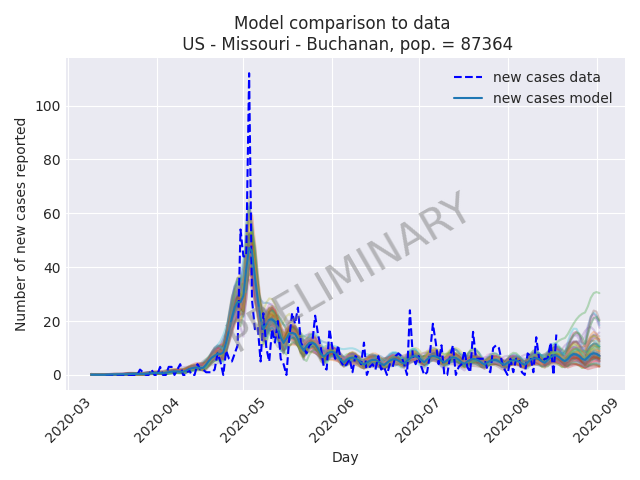 Model comparison to data
US - Missouri - Buchanan, pop. = 87364
new cases data
new cases model
Number of new cases reported
100
80
60
40
20
0
PRELIMINARY
2020-03
2020-04
2020-05
2020-06
2020-07
2020-08
2020-09
Day